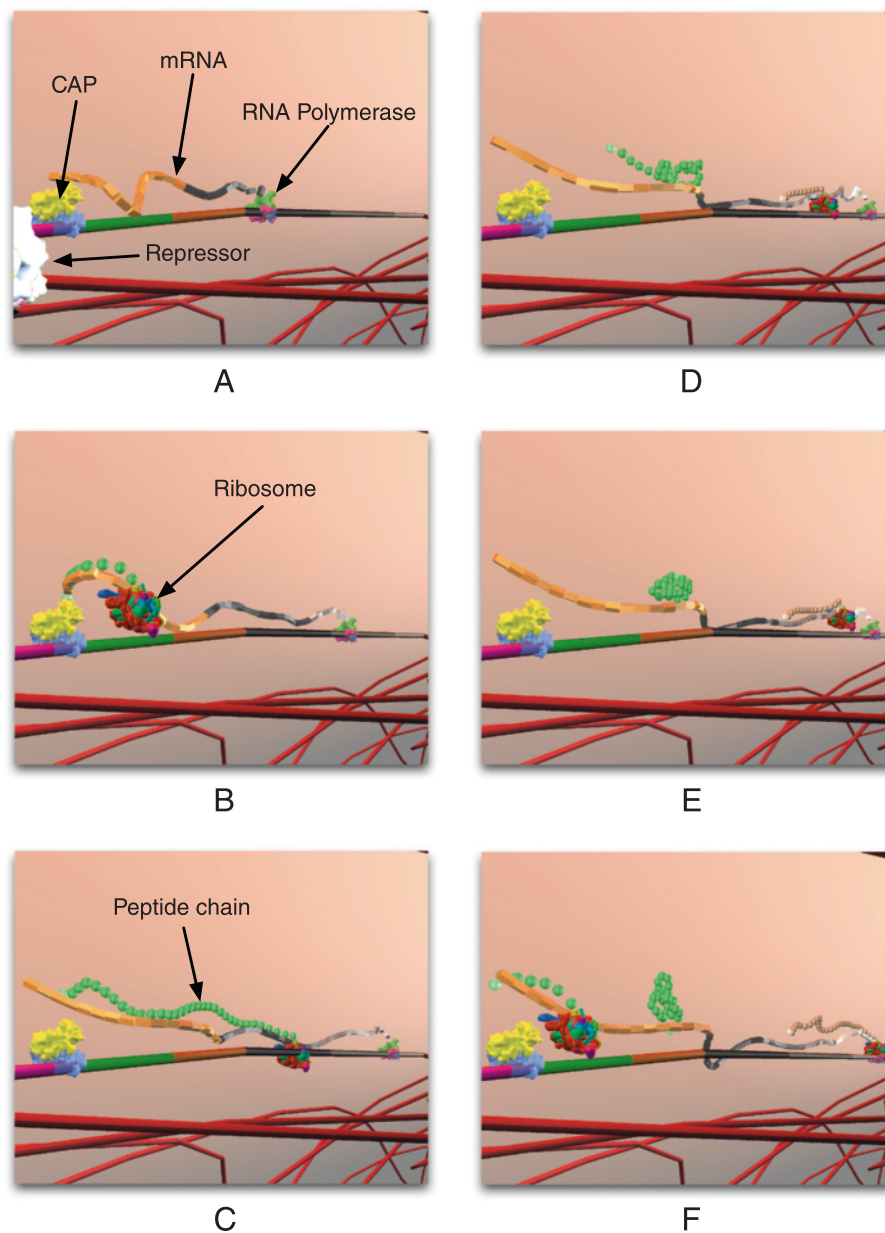 CAP
mRNA
RNA Polymerase
Repressor
A
D
Ribosome
B
E
Peptide chain
C
F